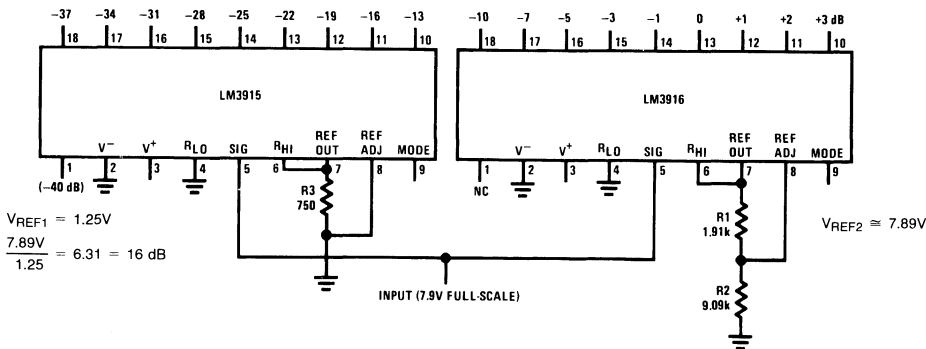 −37 −34 −31 −28 −25 −22 −19 −16 −13
18 17 16 15 14 13 12 11 10
LM3915
V− V+ RLO SIG RHI REF OUT REF ADJ MODE
1 2 3 4 5 6 7 8 9
(−40 dB)
R3
750
VREF1 = 1.25V
7.89V
1.25
= 6.31 = 16 dB
−10 −7 −5 −3 −1 0 +1 +2 +3 dB
18 17 16 15 14 13 12 11 10
LM3916
V− V+ RLO SIG RHI REF OUT REF ADJ MODE
1 2 3 4 5 6 7 8 9
NC
R1
1.91k
R2
9.09k
VREF2 ≅ 7.89V
INPUT (7.9V FULL-SCALE)